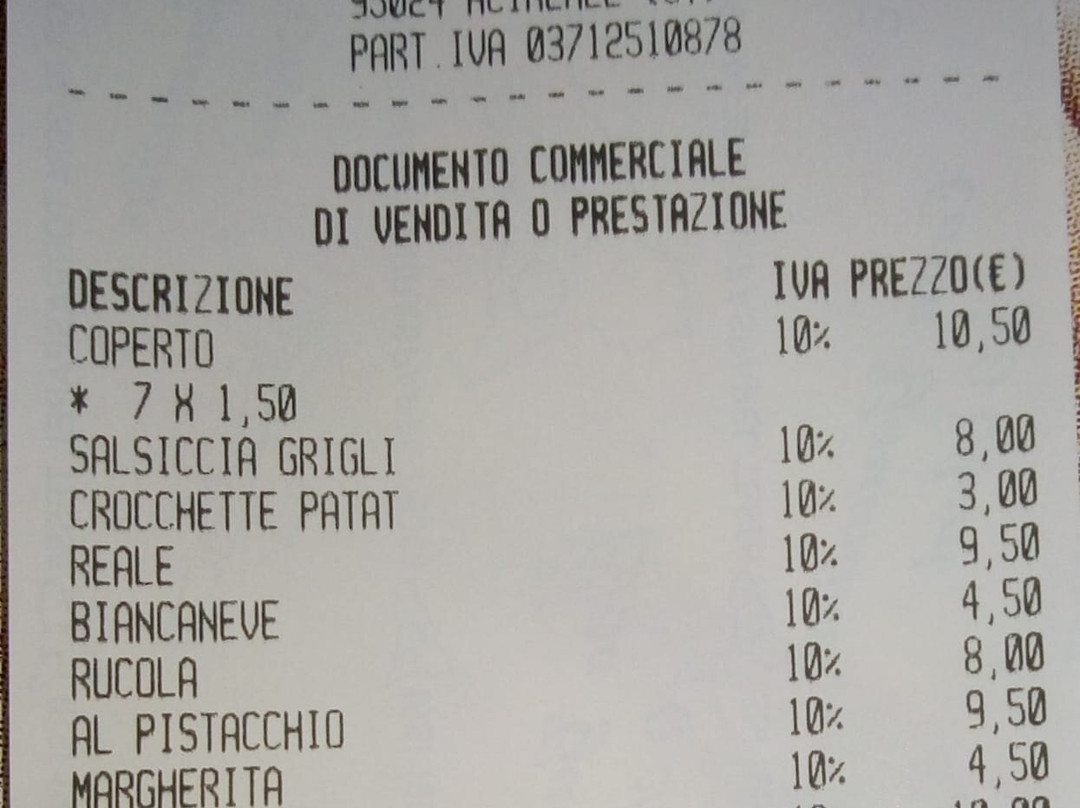 95024 ACIREALE
PART.IVA 03712510878
DOCUMENTO COMMERCIALE
DI VENDITA O PRESTAZIONE
DESCRIZIONE IVA PREZZO(€)
COPERTO 10% 10,50
* 7 X 1,50
SALSICCIA GRIGLI 10% 8,00
CROCCHETTE PATAT 10% 3,00
REALE 10% 9,50
BIANCANEVE 10% 4,50
RUCOLA 10% 8,00
AL PISTACCHIO 10% 9,50
MARGHERITA 10% 4,50